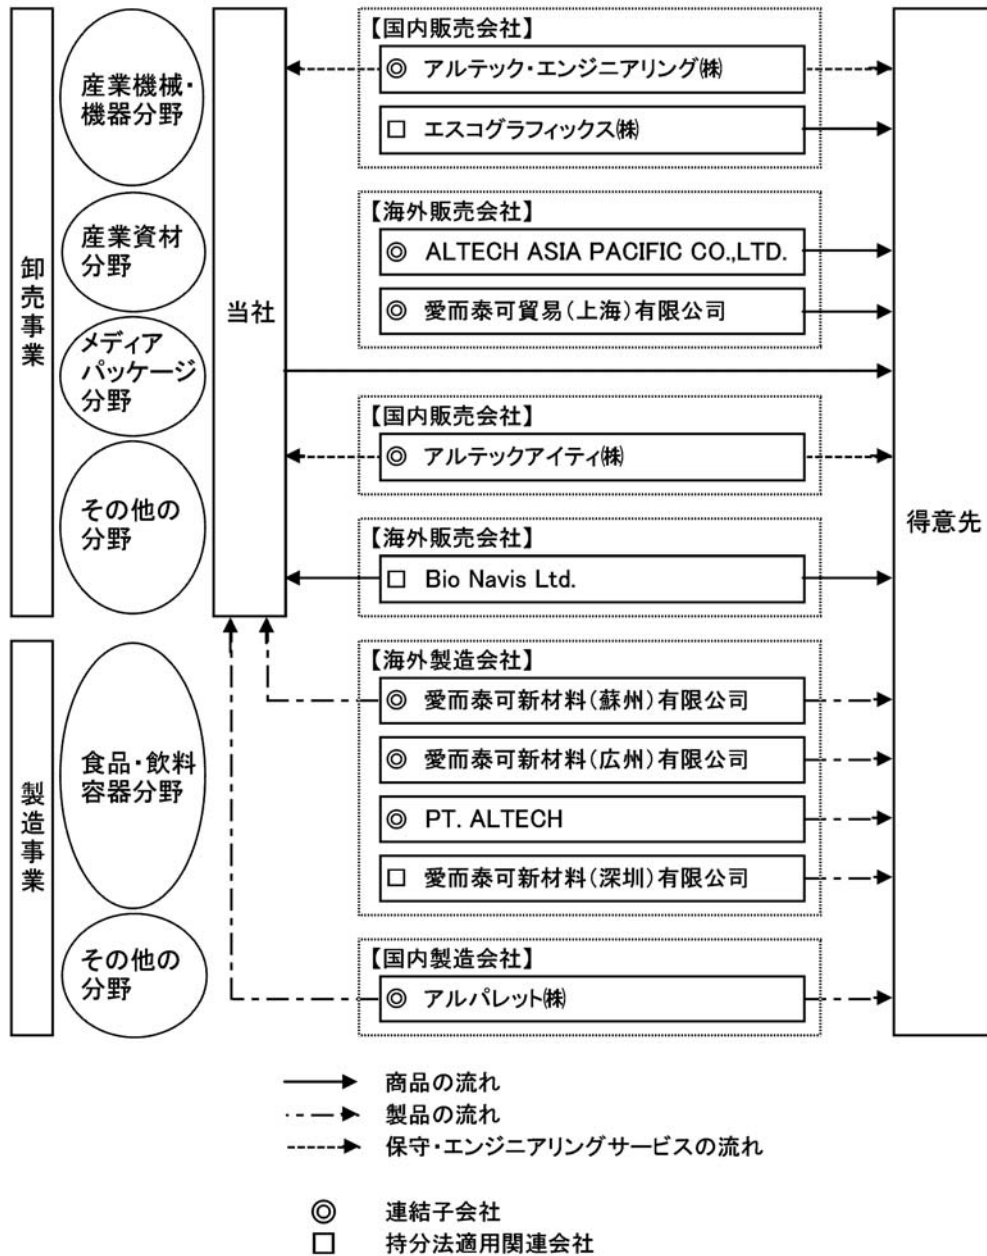 卸売事業
産業機械・
機器分野
産業資材
分野
メディア
パッケージ
分野
その他の
分野
当社
【国内販売会社】
◎ アルテック・エンジニアリング㈱
□ エスコグラフィックス㈱
【海外販売会社】
◎ ALTECH ASIA PACIFIC CO.,LTD.
◎ 愛而泰可貿易(上海)有限公司
【国内販売会社】
◎ アルテックアイティ㈱
【海外販売会社】
□ Bio Navis Ltd.
得意先
製造事業
食品・飲料
容器分野
その他の
分野
【海外製造会社】
◎ 愛而泰可新材料(蘇州)有限公司
◎ 愛而泰可新材料(広州)有限公司
◎ PT. ALTECH
□ 愛而泰可新材料(深圳)有限公司
【国内製造会社】
◎ アルパレット㈱
商品の流れ
製品の流れ
保守・エンジニアリングサービスの流れ
◎ 連結子会社
□ 持分法適用関連会社